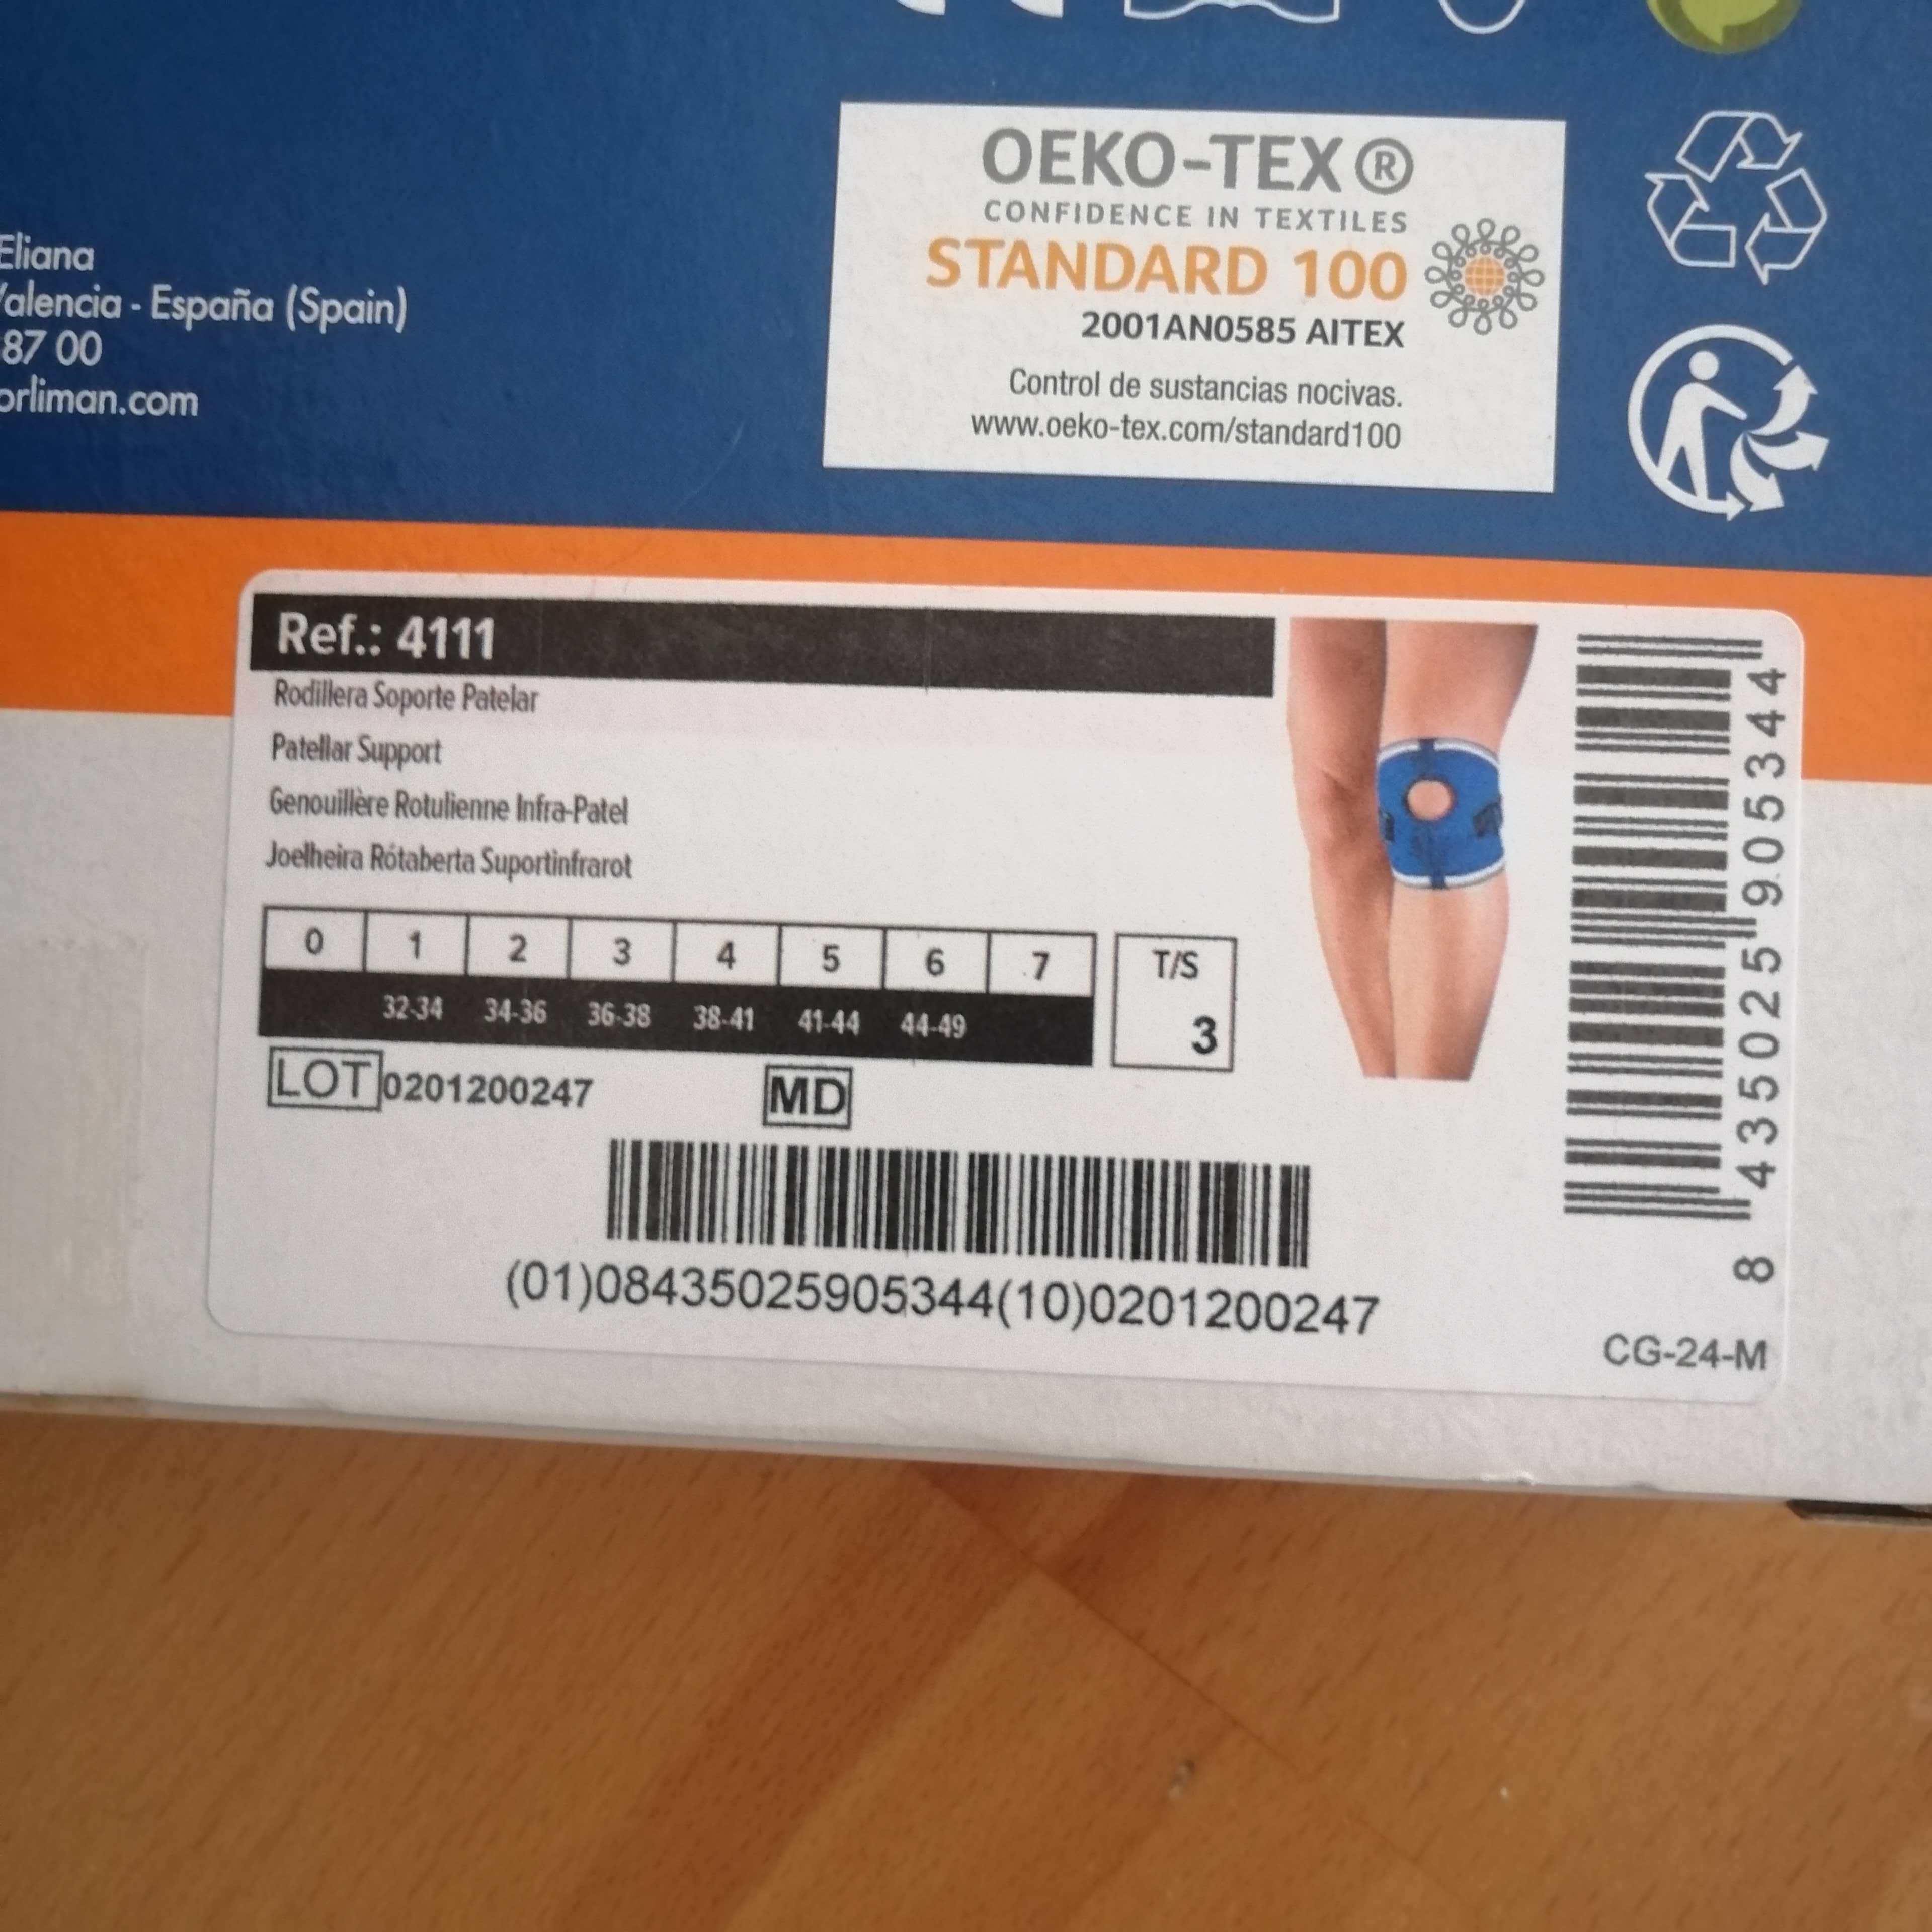 OEKO-TEX®
CONFIDENCE IN TEXTILES
STANDARD 100
2001AN0585 AITEX
Control de sustancias nocivas.
www.oeko-tex.com/standard100
Eliana
Valencia - España (Spain)
87 00
orliman.com
Ref.: 4111
Rodillera Soporte Patelar
Patellar Support
Genouillère Rotulienne Infra-Patel
Joelheira Rótaberta Suportinfrarot
0 1 2 3 4 5 6 7
32-34 34-36 36-38 38-41 41-44 44-49
T/S
3
LOT 0201200247
MD
(01)08435025905344(10)0201200247
8 435025 905344
CG-24-M